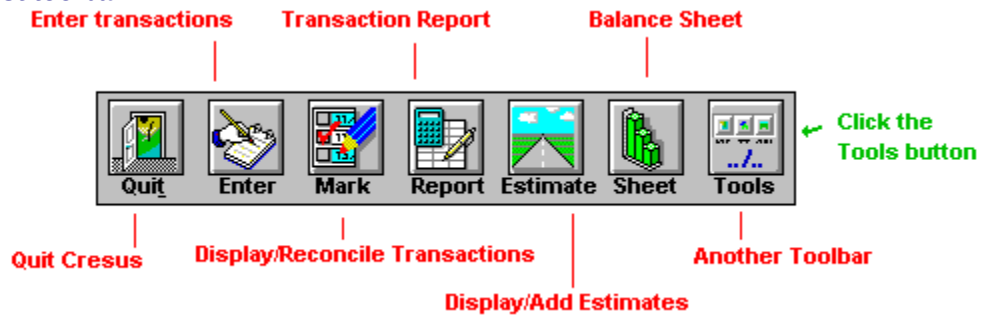 Enter transactions
Transaction Report
Balance Sheet
Click the
Tools button
Quit
Enter
Mark
Report
Estimate
Sheet
Tools
Quit Cresus
Display/Reconcile Transactions
Another Toolbar
Display/Add Estimates